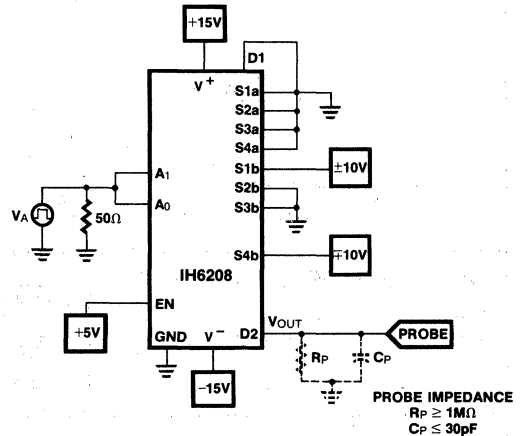 +15V
D1
V+
S1a
S2a
S3a
S4a
S1b
±10V
S2b
S3b
A1
A0
VA
50Ω
S4b
∓10V
IH6208
EN
+5V
GND
V−
D2
VOUT
PROBE
RP
CP
−15V
PROBE IMPEDANCE
RP ≥ 1MΩ
CP ≤ 30pF